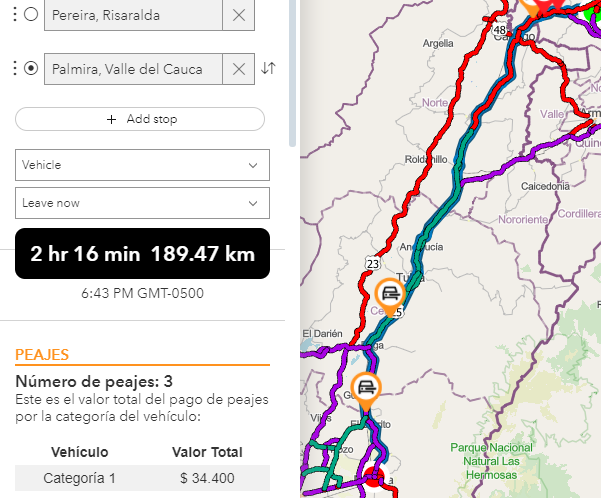 Pereira, Risaralda
Palmira, Valle del Cauca
+ Add stop
Vehicle
Leave now
2 hr 16 min 189.47 km
6:43 PM GMT-0500
PEAJES
Número de peajes: 3
Este es el valor total del pago de peajes
por la categoría del vehículo:
Vehículo Valor Total
Categoría 1 $ 34.400
48
Argelia
Norte
Valle
Roldanillo
Caicedonia
Nororiente
Cordillera
23
25
El Darién
Parque Nacional
Natural Las
Hermosas